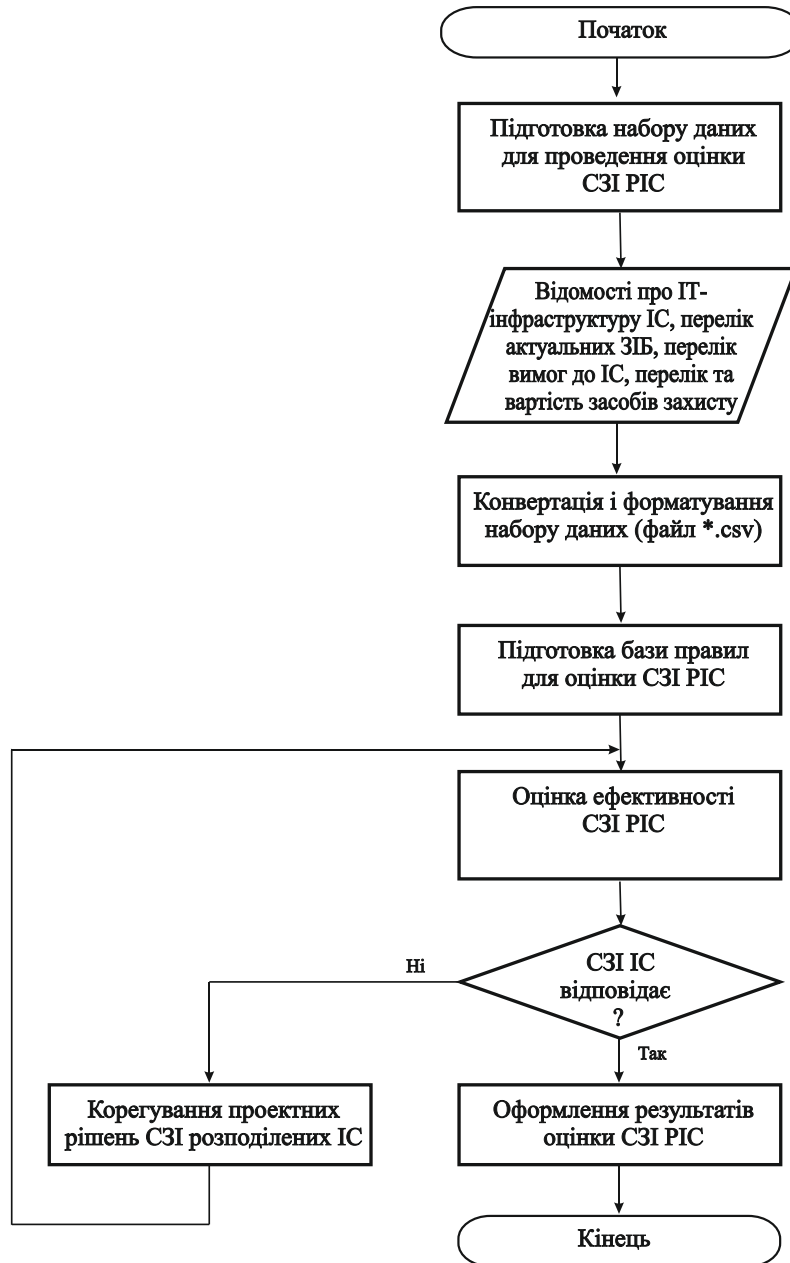 Початок
Підготовка набору даних
для проведення оцінки
СЗІ РІС
Відомості про ІТ-
інфраструктуру ІС, перелік
актуальних ЗІБ, перелік
вимог до ІС, перелік та
вартість засобів захисту
Конвертація і форматування
набору даних (файл *.csv)
Підготовка бази правил
для оцінки СЗІ РІС
Оцінка ефективності
СЗІ РІС
СЗІ ІС
відповідає
?
Ні
Так
Корегування проектних
рішень СЗІ розподілених ІС
Оформлення результатів
оцінки СЗІ РІС
Кінець